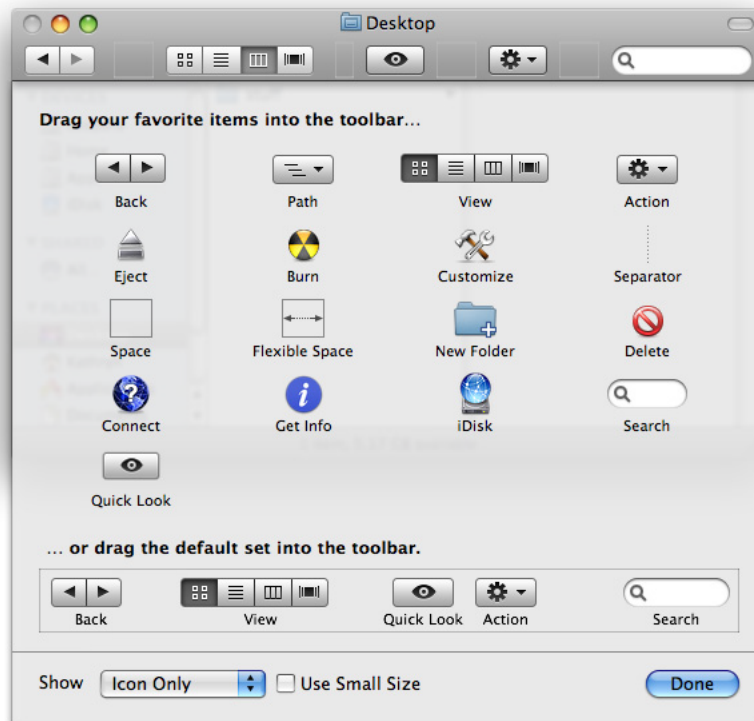 Desktop
Drag your favorite items into the toolbar...
Back Path View Action
Eject Burn Customize Separator
Space Flexible Space New Folder Delete
Connect Get Info iDisk Search
Quick Look
... or drag the default set into the toolbar.
Back View Quick Look Action Search
Show Icon Only Use Small Size Done